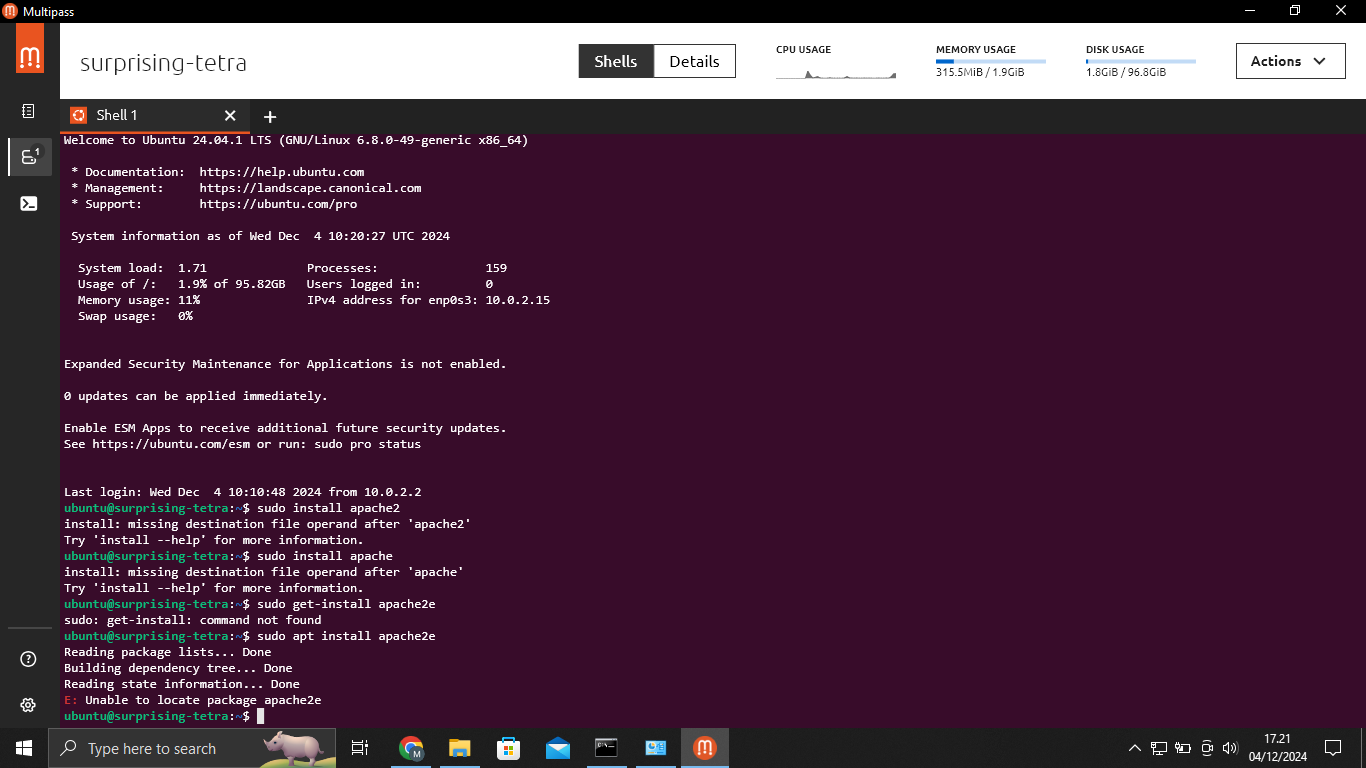 Multipass
surprising-tetra
Shells
Details
CPU USAGE
MEMORY USAGE
315.5MiB / 1.9GiB
DISK USAGE
1.8GiB / 96.8GiB
Actions
Shell 1
1
Welcome to Ubuntu 24.04.1 LTS (GNU/Linux 6.8.0-49-generic x86_64)
* Documentation:  https://help.ubuntu.com
* Management:     https://landscape.canonical.com
* Support:        https://ubuntu.com/pro
System information as of Wed Dec  4 10:20:27 UTC 2024
System load:  1.71              Processes:               159
Usage of /:   1.9% of 95.82GB   Users logged in:         0
Memory usage: 11%               IPv4 address for enp0s3: 10.0.2.15
Swap usage:   0%
Expanded Security Maintenance for Applications is not enabled.
0 updates can be applied immediately.
Enable ESM Apps to receive additional future security updates.
See https://ubuntu.com/esm or run: sudo pro status
Last login: Wed Dec  4 10:10:48 2024 from 10.0.2.2
ubuntu@surprising-tetra:~$ sudo install apache2
install: missing destination file operand after 'apache2'
Try 'install --help' for more information.
ubuntu@surprising-tetra:~$ sudo install apache
install: missing destination file operand after 'apache'
Try 'install --help' for more information.
ubuntu@surprising-tetra:~$ sudo get-install apache2e
sudo: get-install: command not found
ubuntu@surprising-tetra:~$ sudo apt install apache2e
Reading package lists... Done
Building dependency tree... Done
Reading state information... Done
E: Unable to locate package apache2e
ubuntu@surprising-tetra:~$
Type here to search
M
17.21
04/12/2024